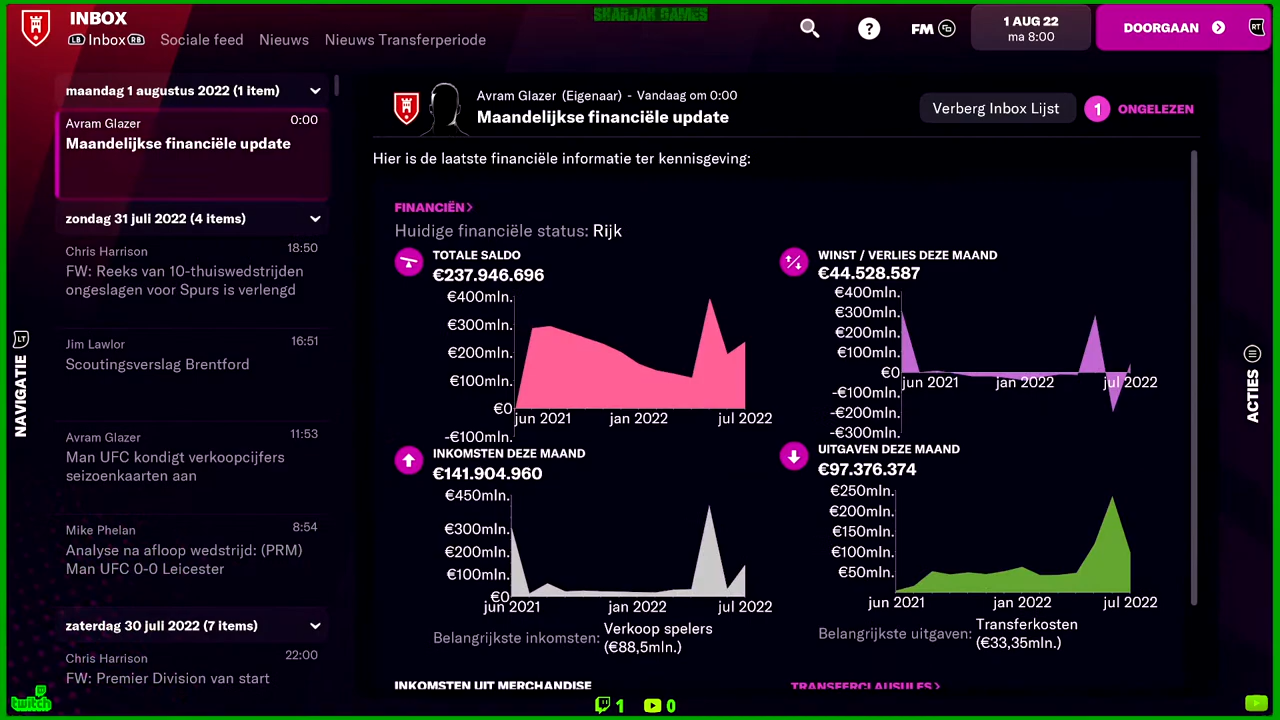 SHARJAH GAMES
INBOX
LB Inbox RB Sociale feed Nieuws Nieuws Transferperiode
? FM
1 AUG 22
ma 8:00
DOORGAAN RT
maandag 1 augustus 2022 (1 item)
Avram Glazer 0:00
Maandelijkse financiële update
zondag 31 juli 2022 (4 items)
Chris Harrison 18:50
FW: Reeks van 10-thuiswedstrijden
ongeslagen voor Spurs is verlengd
Jim Lawlor 16:51
Scoutingsverslag Brentford
Avram Glazer 11:53
Man UFC kondigt verkoopcijfers
seizoenkaarten aan
Mike Phelan 8:54
Analyse na afloop wedstrijd: (PRM)
Man UFC 0-0 Leicester
zaterdag 30 juli 2022 (7 items)
Chris Harrison 22:00
FW: Premier Division van start
LT
NAVIGATIE
Avram Glazer (Eigenaar) - Vandaag om 0:00
Maandelijkse financiële update
Verberg Inbox Lijst
1 ONGELEZEN
Hier is de laatste financiële informatie ter kennisgeving:
FINANCIËN>
Huidige financiële status: Rijk
TOTALE SALDO
€237.946.696
€400mln.
€300mln.
€200mln.
€100mln.
€0
-€100mln.
jun 2021 jan 2022 jul 2022
WINST / VERLIES DEZE MAAND
€44.528.587
€400mln.
€300mln.
€200mln.
€100mln.
€0
-€100mln.
-€200mln.
-€300mln.
jun 2021 jan 2022 jul 2022
INKOMSTEN DEZE MAAND
€141.904.960
€450mln.
€300mln.
€200mln.
€100mln.
€0
jun 2021 jan 2022 jul 2022
Belangrijkste inkomsten: Verkoop spelers
(€88,5mln.)
UITGAVEN DEZE MAAND
€97.376.374
€250mln.
€200mln.
€150mln.
€100mln.
€50mln.
jun 2021 jan 2022 jul 2022
Belangrijkste uitgaven: Transferkosten
(€33,35mln.)
INKOMSTEN UIT MERCHANDISE
TRANSFERCLAUSULES>
ACTIES
twitch
1 0